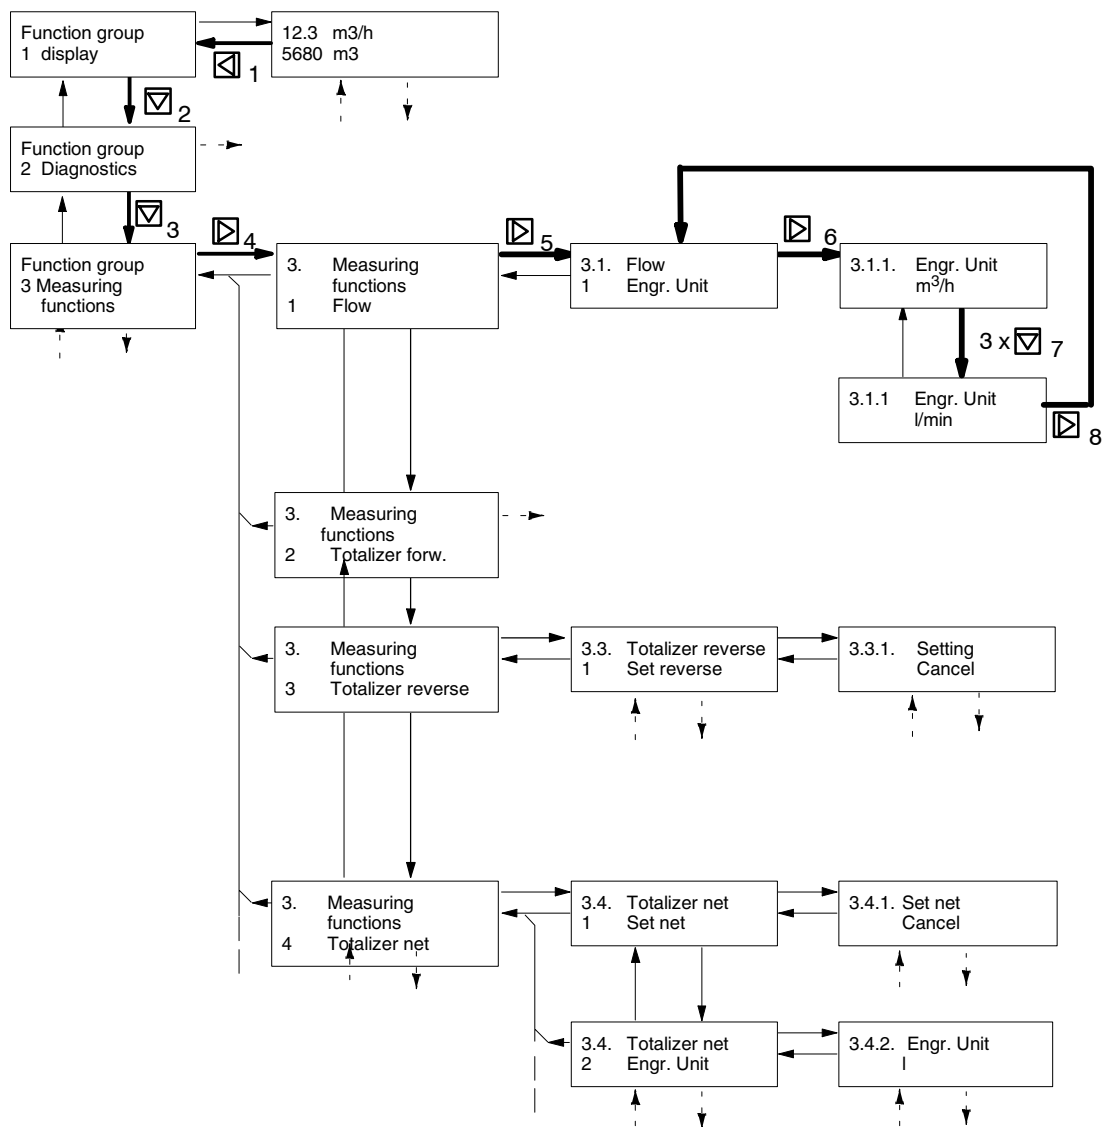 Function group
1 display
12.3 m3/h
5680 m3
1
2
Function group
2 Diagnostics
3
Function group
3 Measuring
functions
4
3. Measuring
functions
1 Flow
5
3.1. Flow
1 Engr. Unit
6
3.1.1. Engr. Unit
m³/h
3 x 7
3.1.1 Engr. Unit
l/min
8
3. Measuring
functions
2 Totalizer forw.
3. Measuring
functions
3 Totalizer reverse
3.3. Totalizer reverse
1 Set reverse
3.3.1. Setting
Cancel
3. Measuring
functions
4 Totalizer net
3.4. Totalizer net
1 Set net
3.4.1. Set net
Cancel
3.4. Totalizer net
2 Engr. Unit
3.4.2. Engr. Unit
l